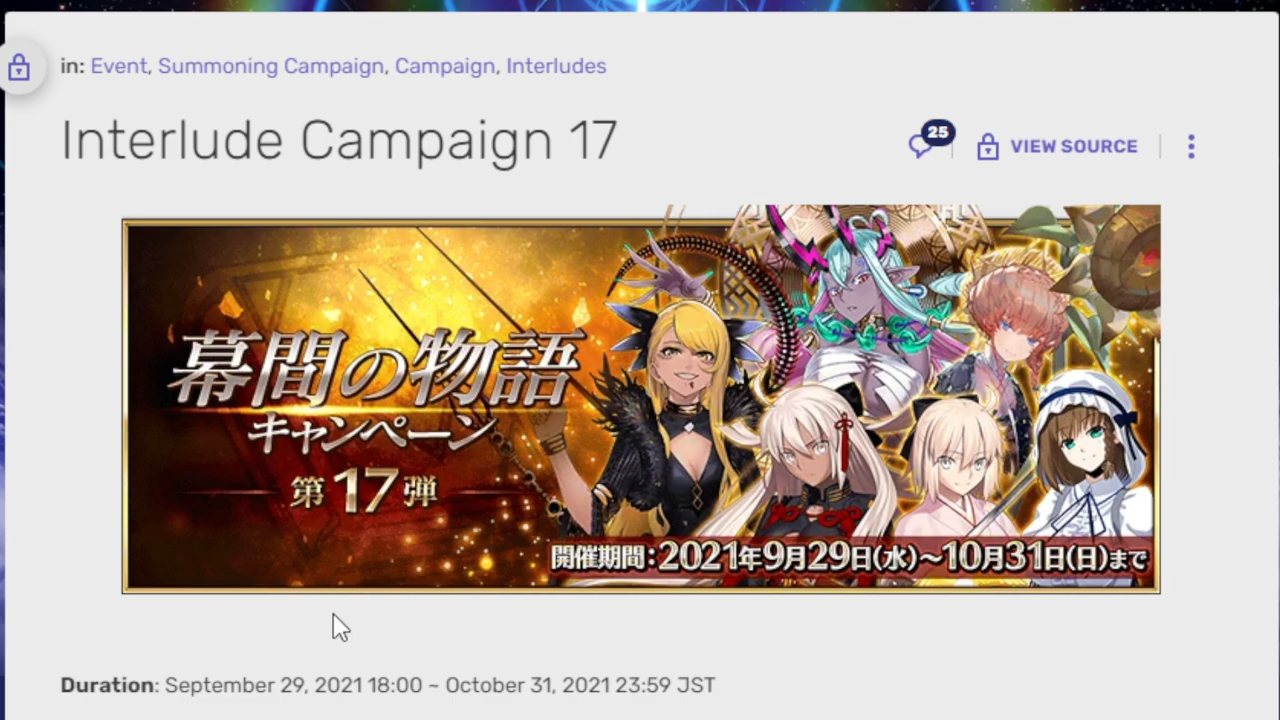 in: Event, Summoning Campaign, Campaign, Interludes
Interlude Campaign 17
25
VIEW SOURCE
幕間の物語
キャンペーン
第17弾
開催期間:2021年9月29日(水)~10月31日(日)まで
Duration: September 29, 2021 18:00 ~ October 31, 2021 23:59 JST